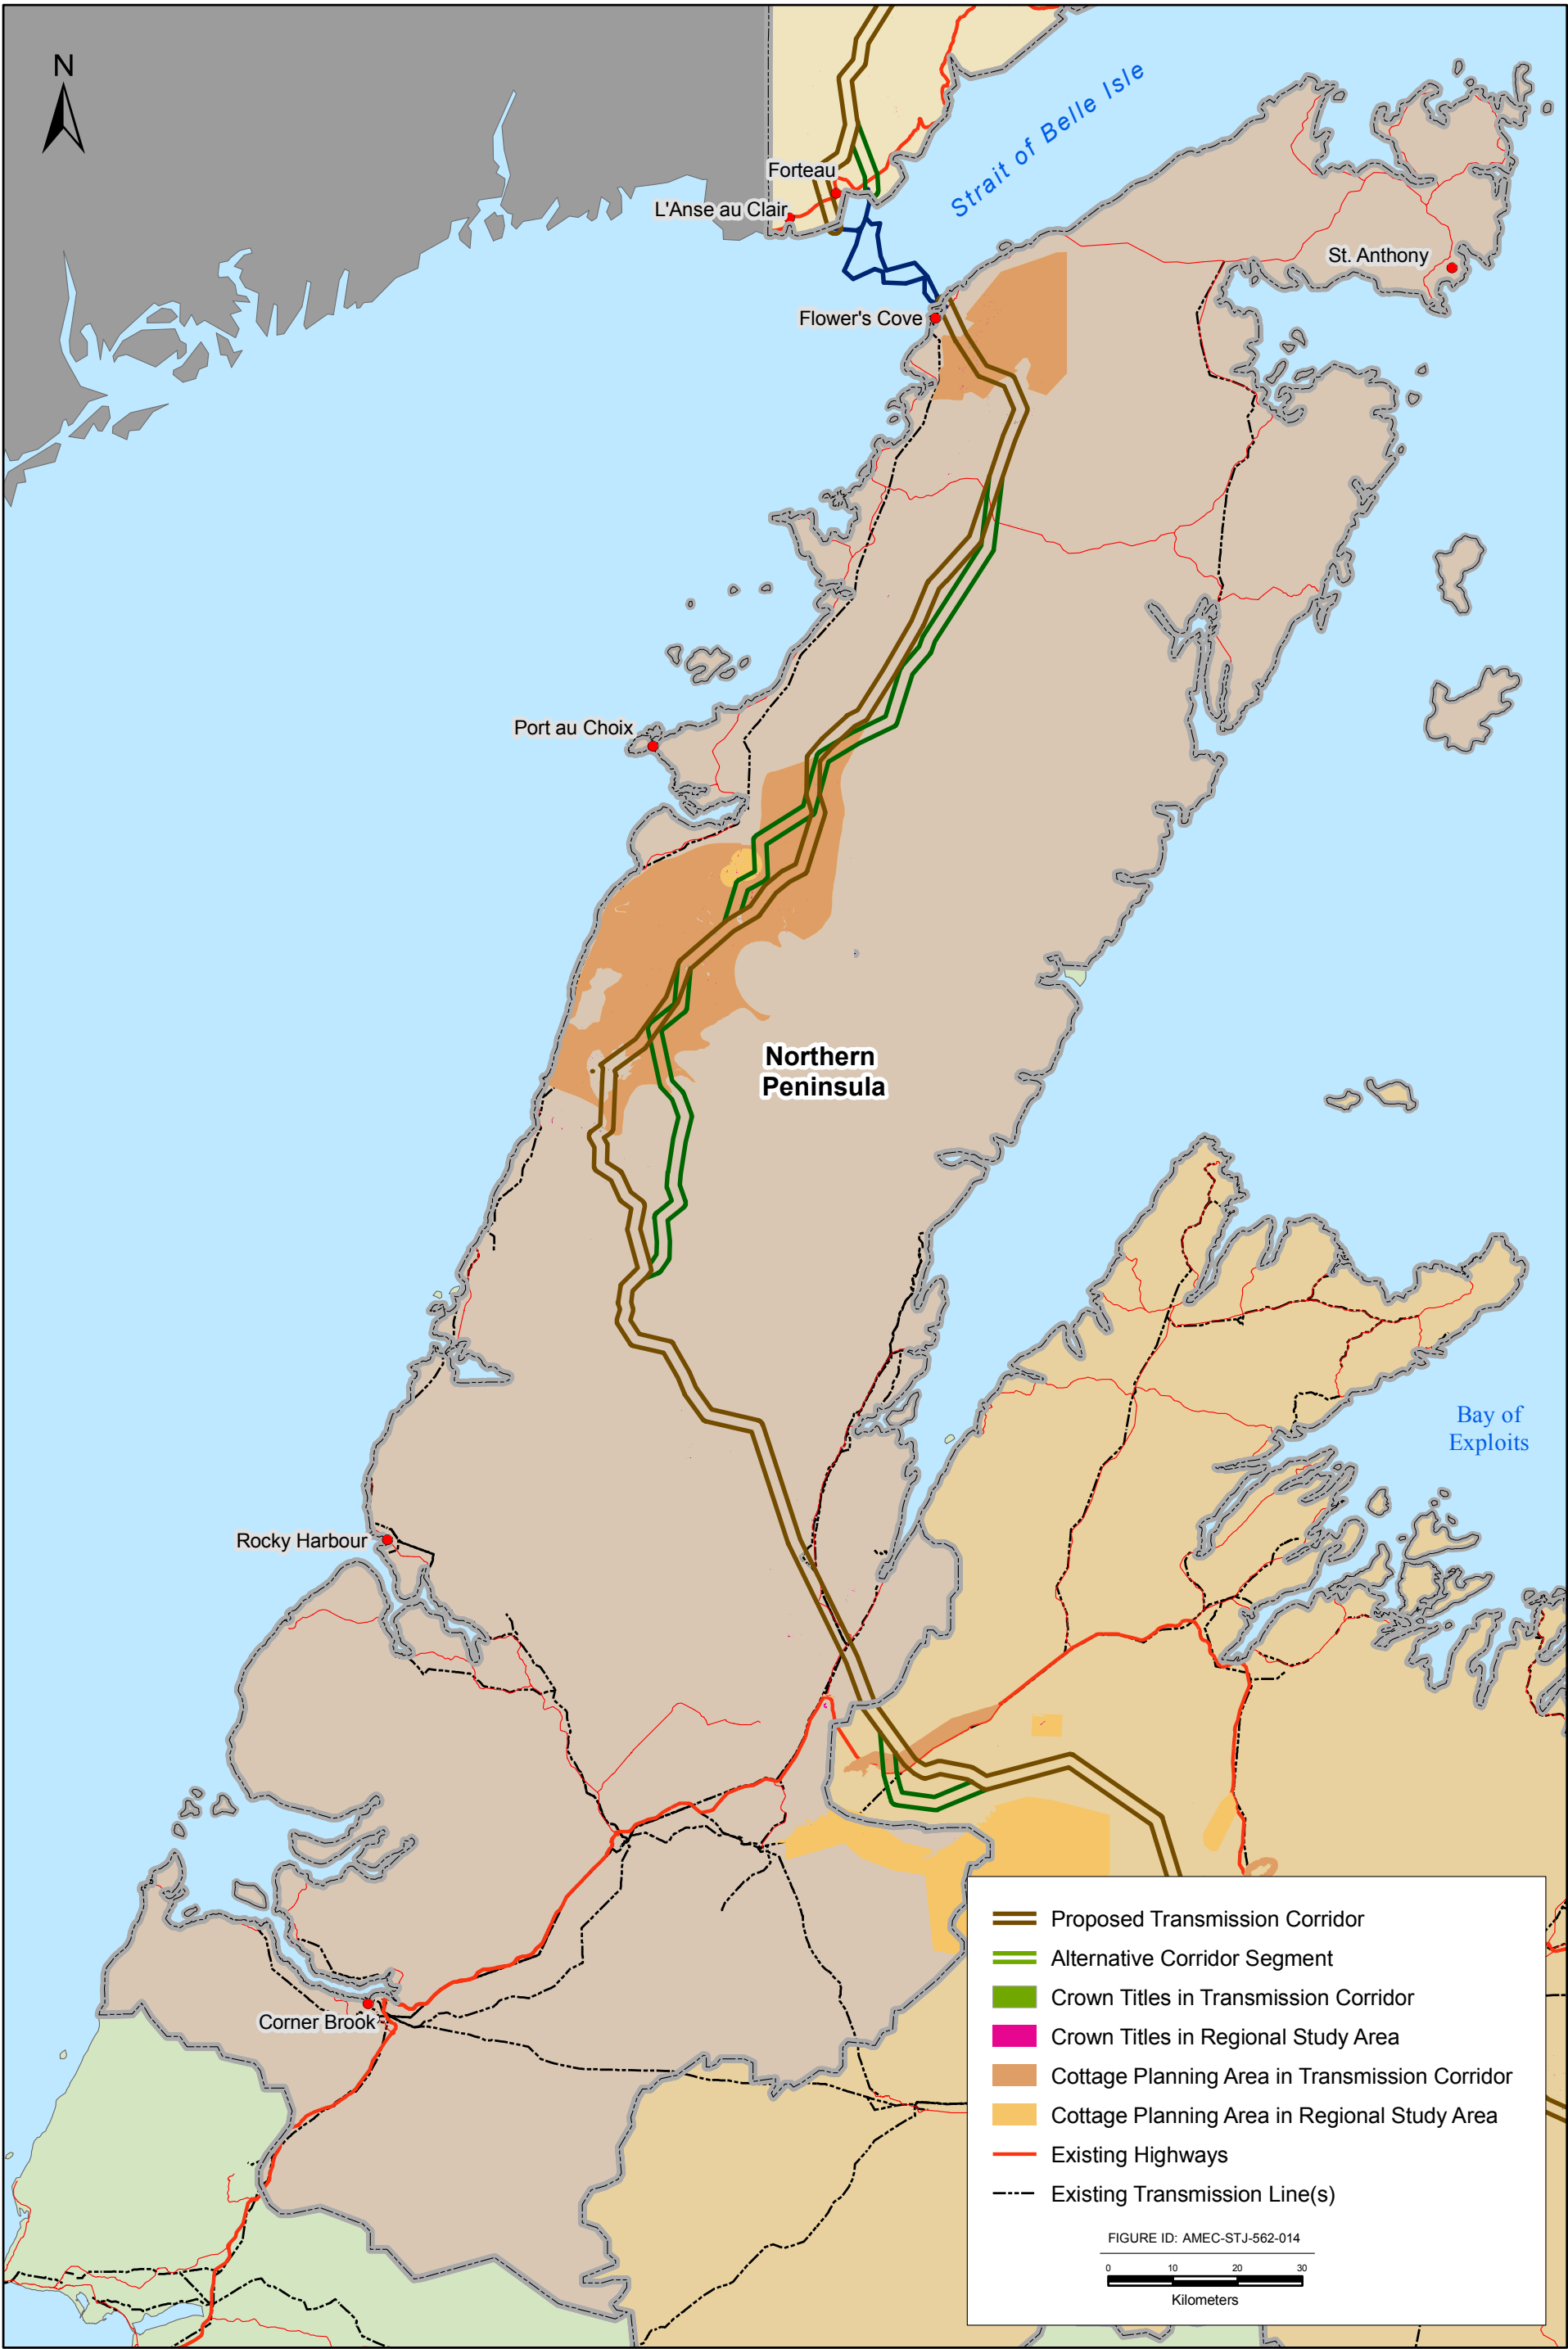 N
Strait of Belle Isle
Forteau
L'Anse au Clair
St. Anthony
Flower's Cove
Port au Choix
Northern
Peninsula
Bay of
Exploits
Rocky Harbour
Corner Brook
Proposed Transmission Corridor
Alternative Corridor Segment
Crown Titles in Transmission Corridor
Crown Titles in Regional Study Area
Cottage Planning Area in Transmission Corridor
Cottage Planning Area in Regional Study Area
Existing Highways
Existing Transmission Line(s)
FIGURE ID: AMEC-STJ-562-014
0 10 20 30
Kilometers